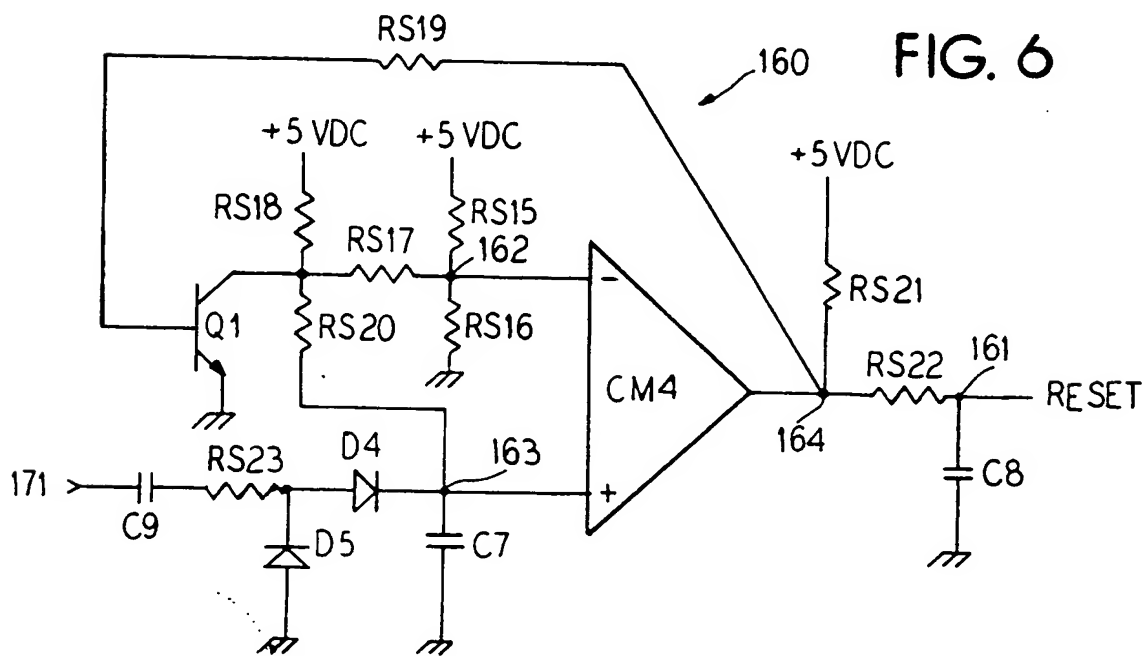 RS19
FIG. 6
160
+5 VDC
+5 VDC
+5 VDC
RS18
RS15
RS17
162
RS21
Q1
RS20
RS16
-
CM4
RS22
161
RESET
164
D4
163
171
RS23
+
C8
C9
D5
C7